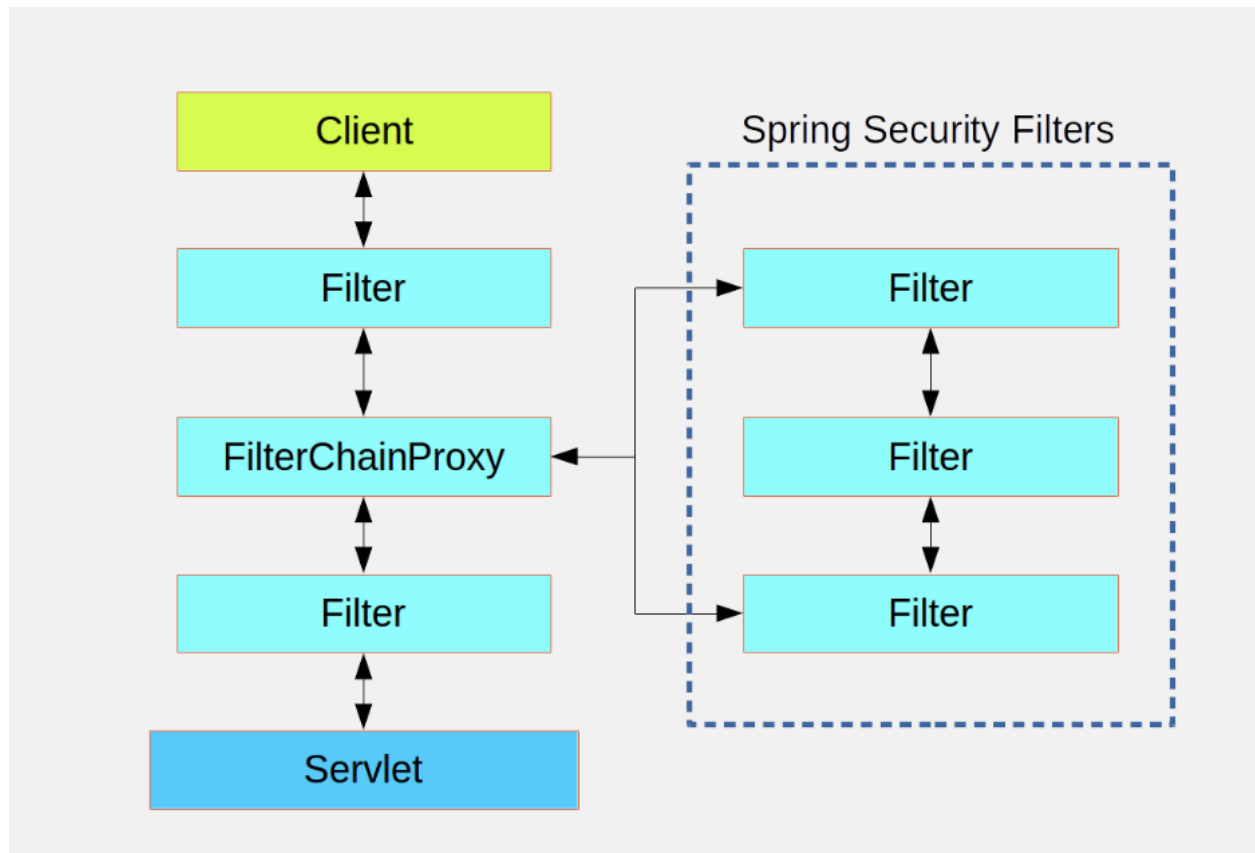 Client
Spring Security Filters
Filter
Filter
FilterChainProxy
Filter
Filter
Filter
Servlet